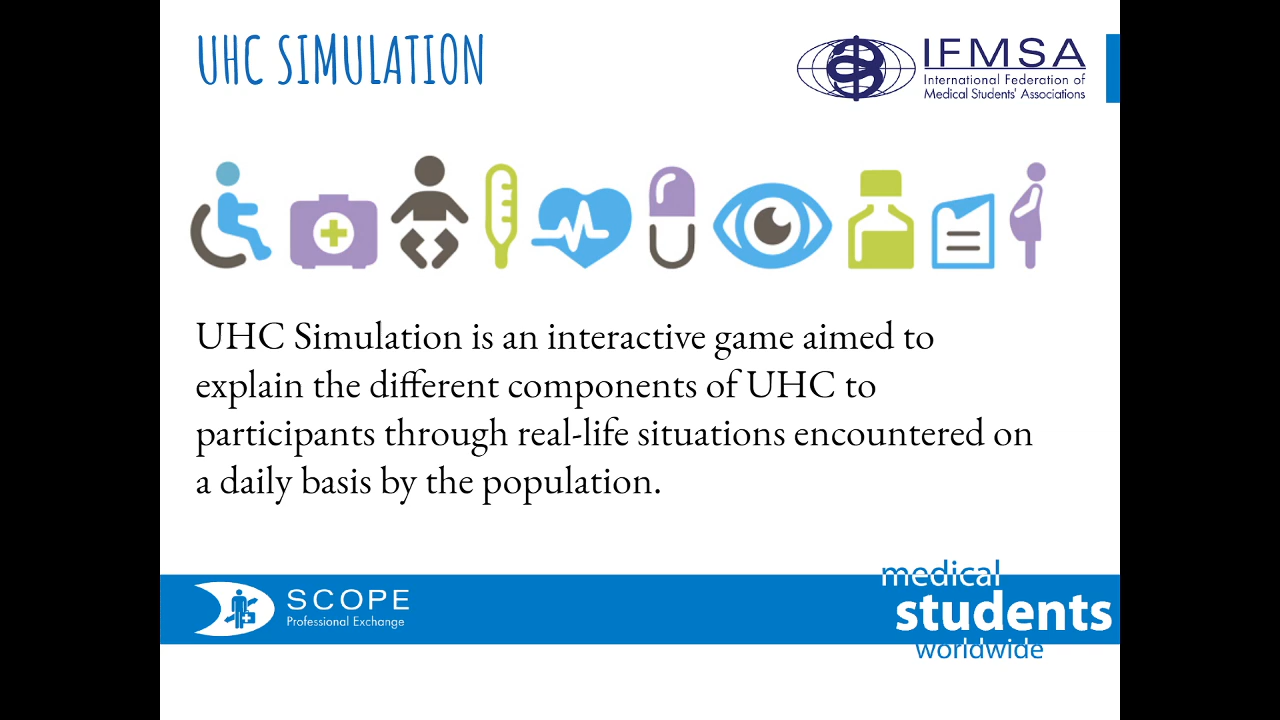 UHC SIMULATION
IFMSA
International Federation of
Medical Students' Associations
UHC Simulation is an interactive game aimed to
explain the different components of UHC to
participants through real-life situations encountered on
a daily basis by the population.
SCOPE
Professional Exchange
medical
students
worldwide